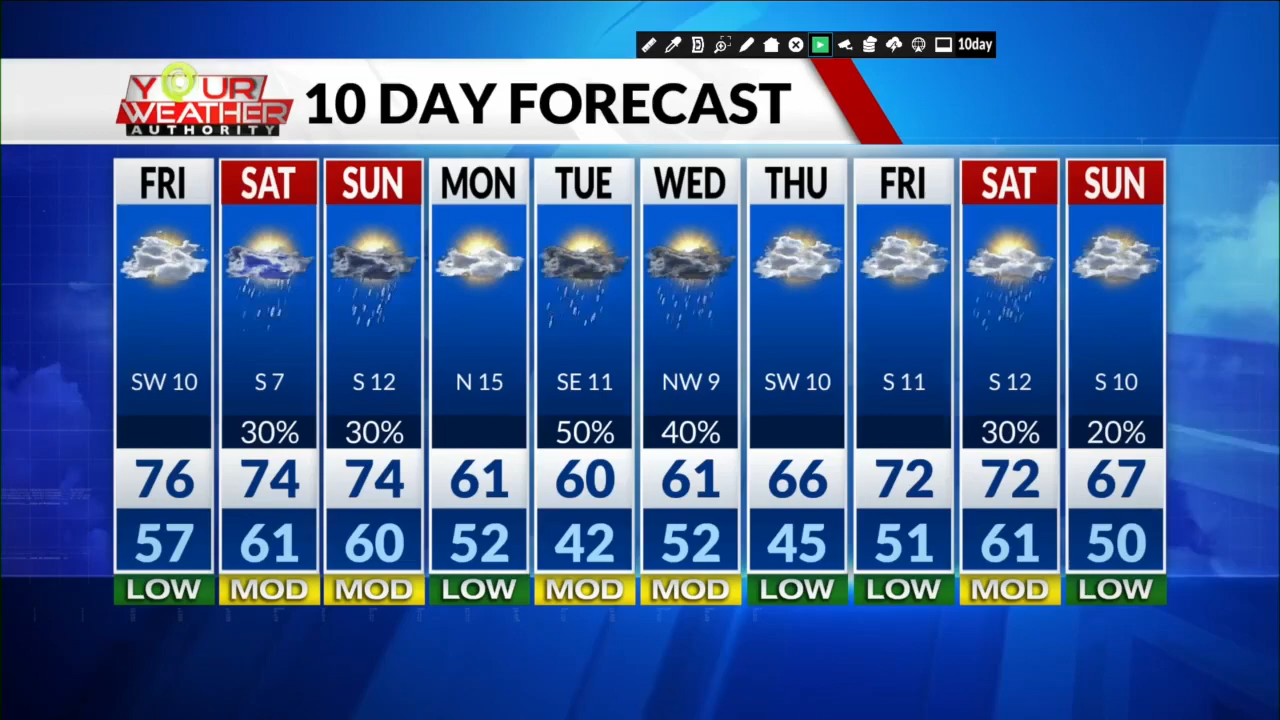 10day
YOUR
WEATHER
AUTHORITY
10 DAY FORECAST
FRI SAT SUN MON TUE WED THU FRI SAT SUN
SW 10 S 7 S 12 N 15 SE 11 NW 9 SW 10 S 11 S 12 S 10
30% 30% 50% 40% 30% 20%
76 74 74 61 60 61 66 72 72 67
57 61 60 52 42 52 45 51 61 50
LOW MOD MOD LOW MOD MOD LOW LOW MOD LOW